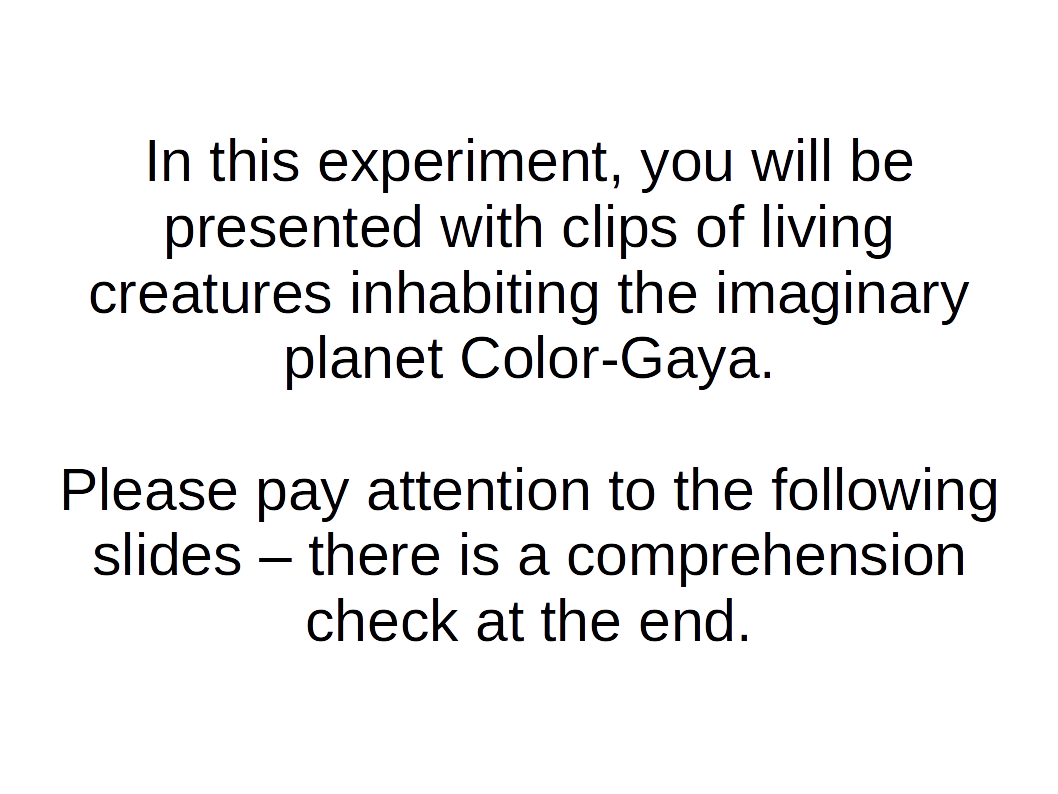 In this experiment, you will be
presented with clips of living
creatures inhabiting the imaginary
planet Color-Gaya.
Please pay attention to the following
slides – there is a comprehension
check at the end.